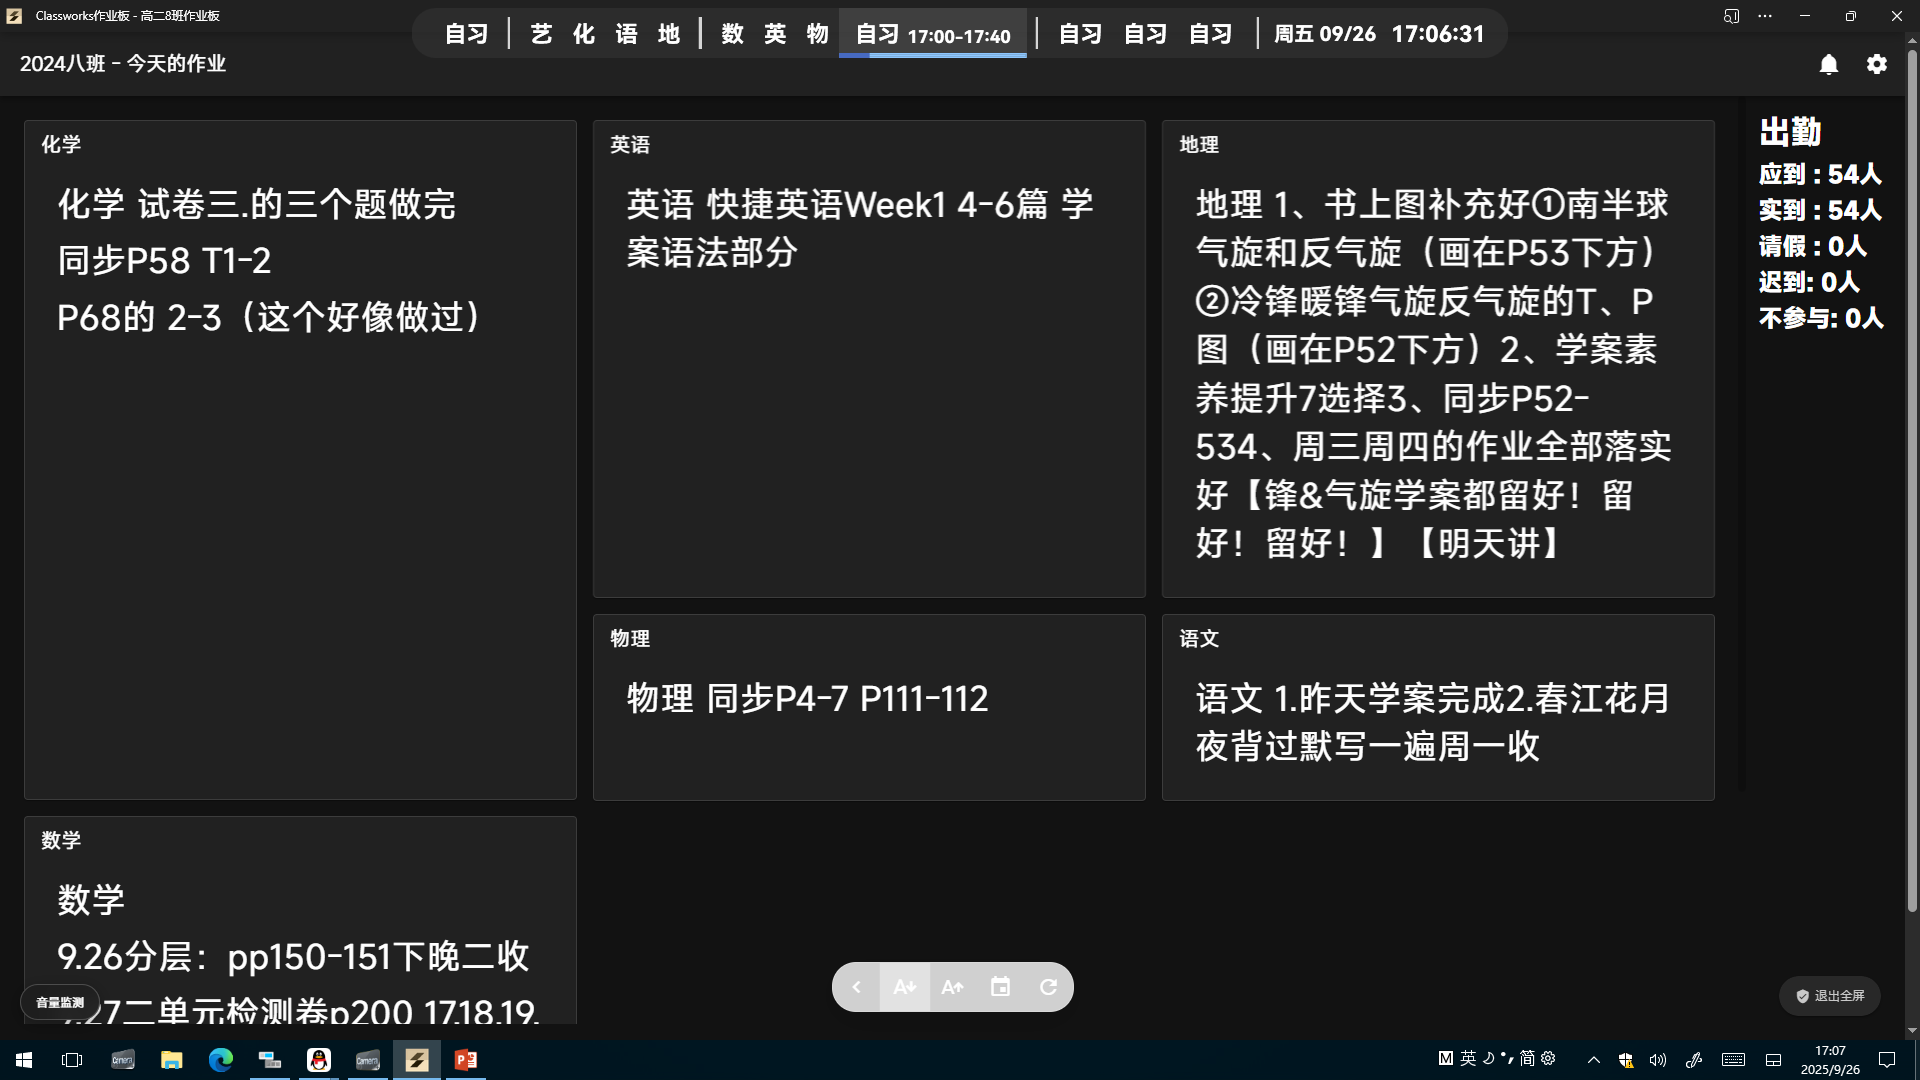 Classworks作业板 - 高二8班作业板
自习 | 艺 化 语 地 | 数 英 物 自习 17:00-17:40 | 自习 自习 自习 | 周五 09/26 17:06:31
2024八班 - 今天的作业
化学
化学 试卷三.的三个题做完
同步P58 T1-2
P68的 2-3（这个好像做过）
英语
英语 快捷英语Week1 4-6篇 学
案语法部分
地理
地理 1、书上图补充好①南半球
气旋和反气旋（画在P53下方）
②冷锋暖锋气旋反气旋的T、P
图（画在P52下方）2、学案素
养提升7选择3、同步P52-
534、周三周四的作业全部落实
好【锋&气旋学案都留好！留
好！留好！】【明天讲】
出勤
应到 : 54人
实到 : 54人
请假 : 0人
迟到: 0人
不参与: 0人
物理
物理 同步P4-7 P111-112
语文
语文 1.昨天学案完成2.春江花月
夜背过默写一遍周一收
数学
数学
9.26分层：pp150-151下晚二收
27二单元检测卷p200 17.18.19.
音量监测
退出全屏
英 简
17:07
2025/9/26